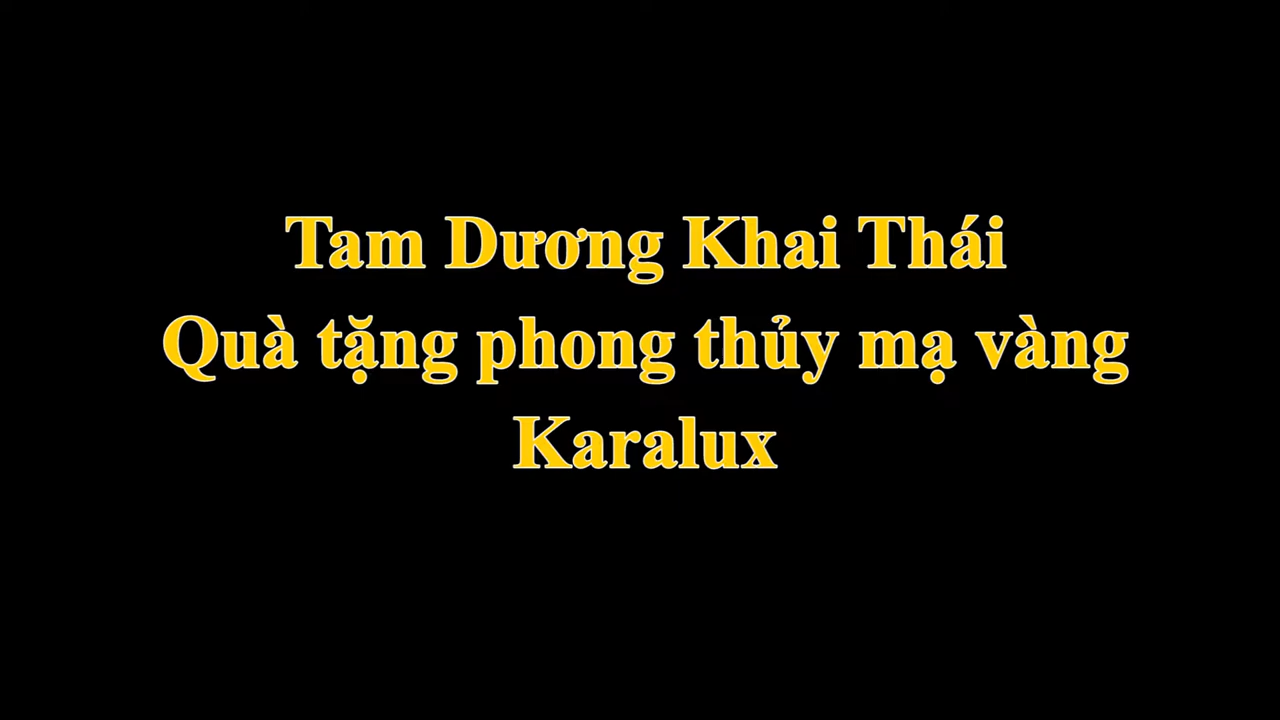 Tam Dương Khai Thái
Quà tặng phong thủy mạ vàng
Karalux